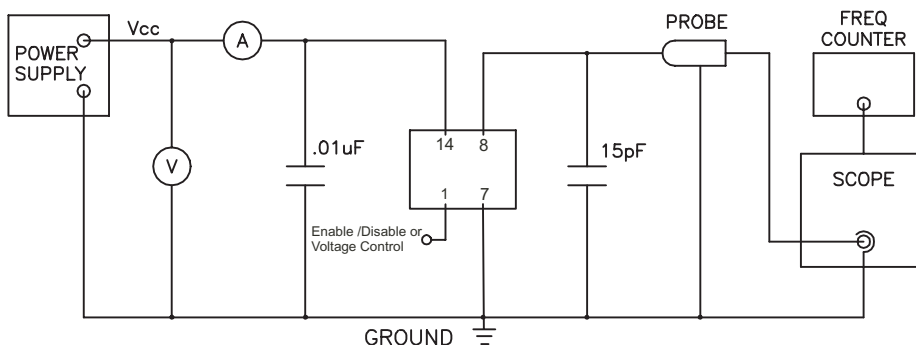 POWER
SUPPLY
Vcc
A
V
.01uF
14
8
1
7
Enable /Disable or
Voltage Control
15pF
PROBE
FREQ
COUNTER
SCOPE
GROUND